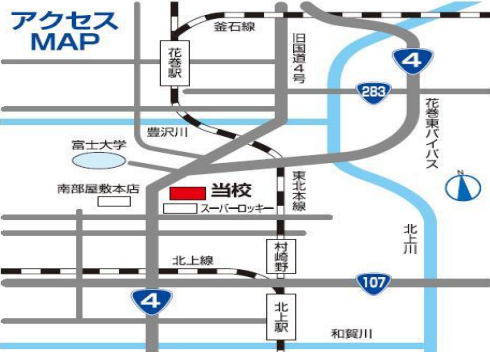 アクセス
MAP
釜石線
花巻駅
旧国道4号
4
283
花巻東バイパス
豊沢川
富士大学
南部屋敷本店
当校
スーパーロッキー
東北本線
N
北上川
村崎野
北上線
107
4
北上駅
和賀川